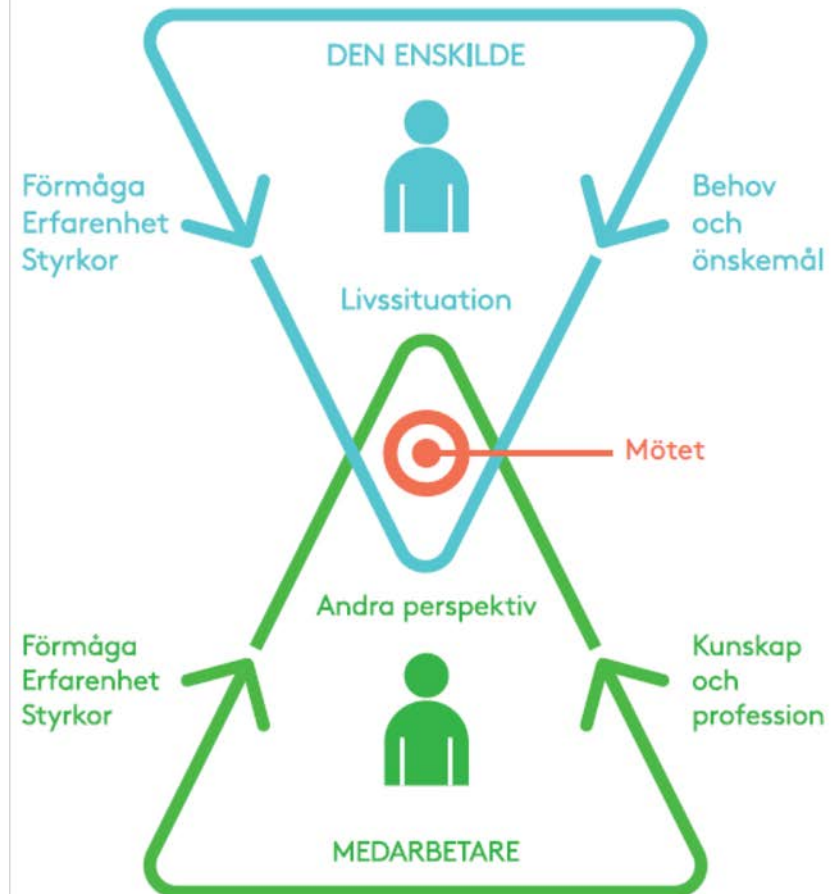 DEN ENSKILDE
Förmåga
Erfarenhet
Styrkor
Behov
och
önskemål
Livssituation
Mötet
Andra perspektiv
Förmåga
Erfarenhet
Styrkor
Kunskap
och
profession
MEDARBETARE